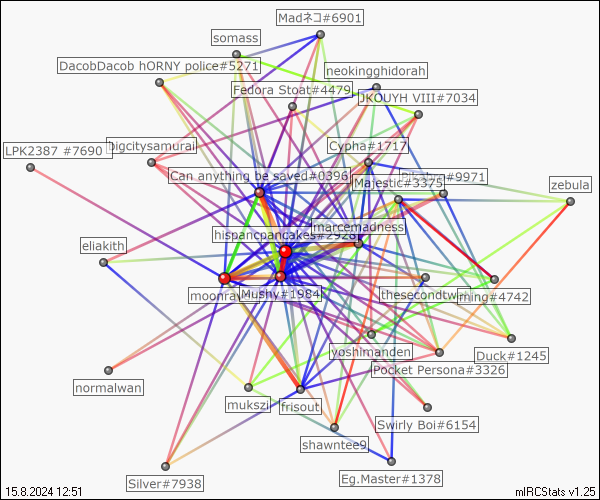 Madネコ#6901
somass
DacobDacob hORNY police#5271
neokingghidorah
Fedora Stoat#4479
JKOUYH VIII#7034
LPK2387 #7690
bigcitysamurai
Cypha#1717
Can anything be saved#0396
#9971
Majestic#3375
zebula
marcemadness
hispancpancakes#2928
eliakith
Mushy#1984
thesecondtwin
ming#4742
yoshimanden
Duck#1245
Pocket Persona#3326
normalwan
mukszi
frisout
Swirly Boi#6154
shawntee9
Silver#7938
Eg.Master#1378
15.8.2024 12:51
mIRCStats v1.25